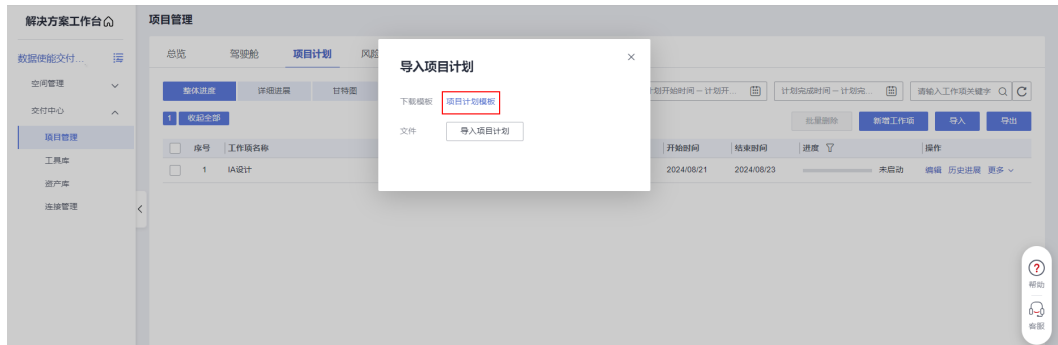 解决方案工作台
项目管理
数据使能交付...
空间管理
交付中心
项目管理
工具库
资产库
连接管理
总览 驾驶舱 项目计划 风险
整体进度 详细进展 甘特图
计划开始时间 – 计划开... 计划完成时间 – 计划完... 请输入工作项关键字
1 收起全部
批量删除 新增工作项 导入 导出
序号 工作项名称 开始时间 结束时间 进度 操作
1 IA设计 2024/08/21 2024/08/23 未启动 编辑 历史进展 更多
导入项目计划
下载模板 项目计划模板
文件 导入项目计划
帮助
客服